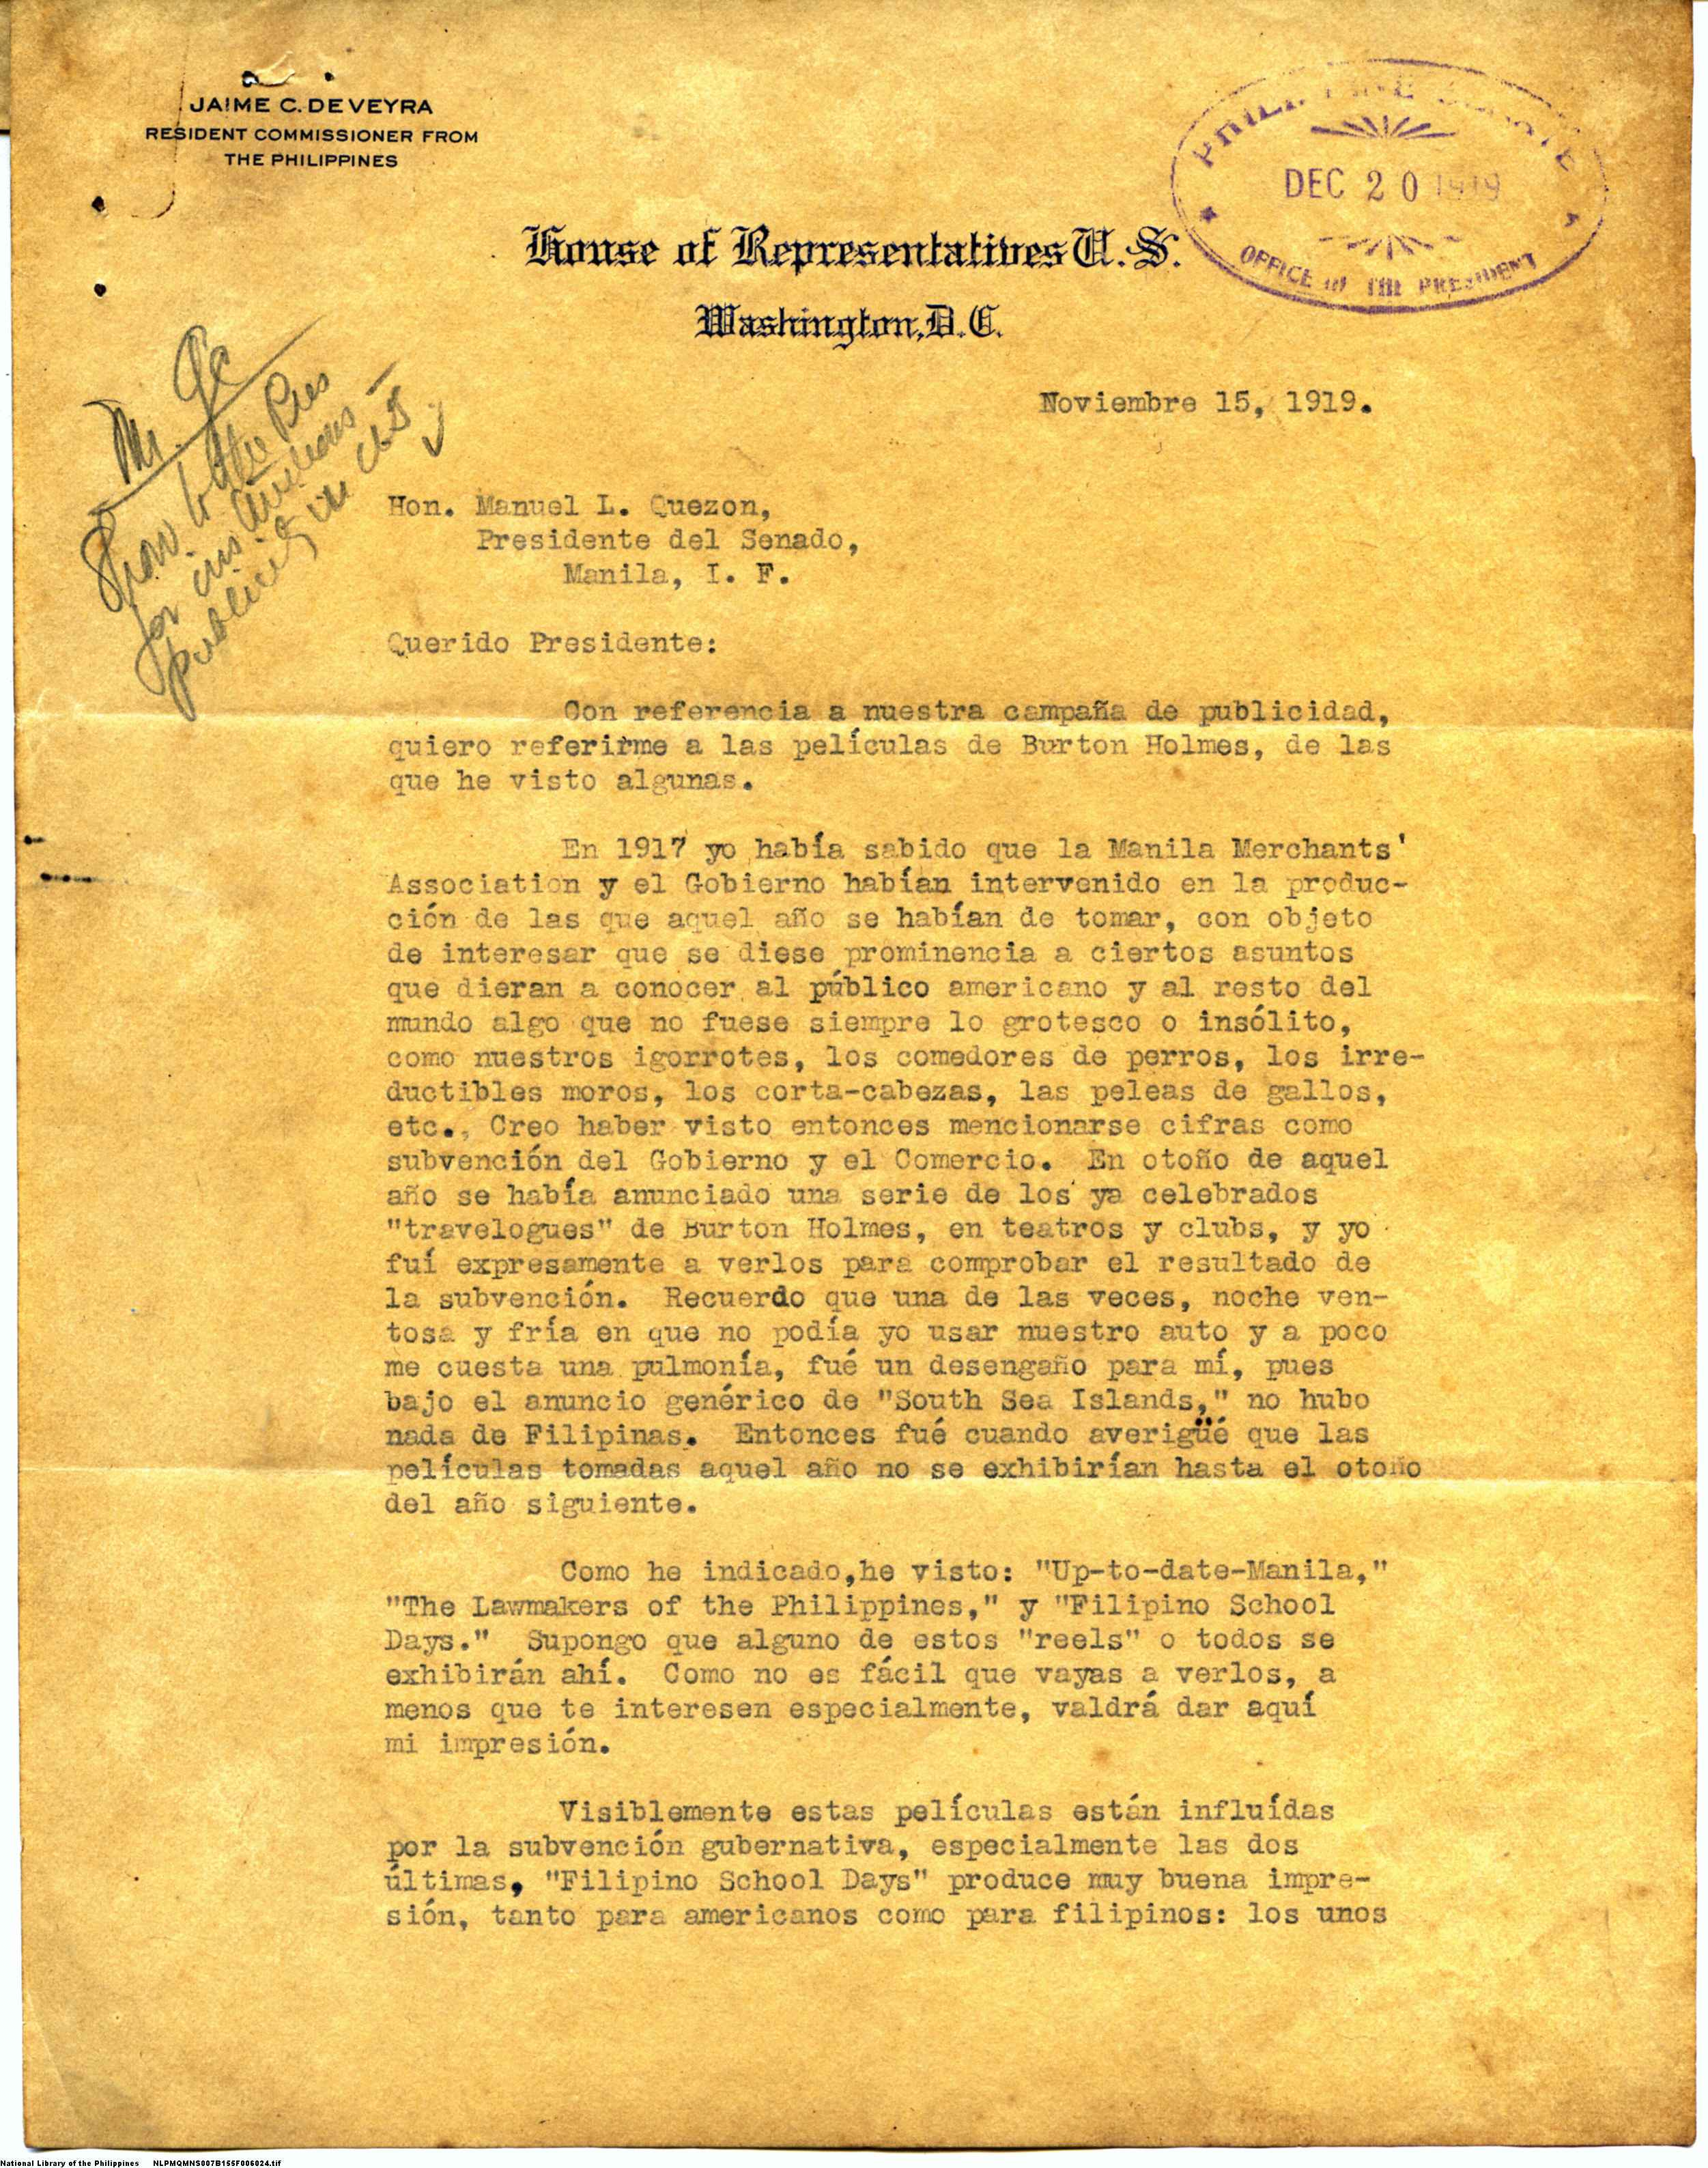 JAIME C. DE VEYRA
RESIDENT COMMISSIONER FROM
THE PHILIPPINES
PHILIPPINE SENATE
DEC 20 1919
OFFICE OF THE PRESIDENT
House of Representatives U.S.
Washington, D.C.
Noviembre 15, 1919.
Mr.
Show to the Pres
for instructions
publicity in
Hon. Manuel L. Quezon,
Presidente del Senado,
Manila, I. F.
Querido Presidente:
Con referencia a nuestra campaña de publicidad,
quiero referirme a las películas de Burton Holmes, de las
que he visto algunas.
En 1917 yo había sabido que la Manila Merchants'
Association y el Gobierno habían intervenido en la produc-
ción de las que aquel año se habían de tomar, con objeto
de interesar que se diese prominencia a ciertos asuntos
que dieran a conocer al público americano y al resto del
mundo algo que no fuese siempre lo grotesco o insólito,
como nuestros igorrotes, los comedores de perros, los irre-
ductibles moros, los corta-cabezas, las peleas de gallos,
etc., Creo haber visto entonces mencionarse cifras como
subvención del Gobierno y el Comercio. En otoño de aquel
año se había anunciado una serie de los ya celebrados
"travelogues" de Burton Holmes, en teatros y clubs, y yo
fuí expresamente a verlos para comprobar el resultado de
la subvención. Recuerdo que una de las veces, noche ven-
tosa y fría en que no podía yo usar nuestro auto y a poco
me cuesta una pulmonía, fué un desengaño para mí, pues
bajo el anuncio genérico de "South Sea Islands," no hubo
nada de Filipinas. Entonces fué cuando averigüé que las
películas tomadas aquel año no se exhibirían hasta el otoño
del año siguiente.
Como he indicado,he visto: "Up-to-date-Manila,"
"The Lawmakers of the Philippines," y "Filipino School
Days." Supongo que alguno de estos "reels" o todos se
exhibirán ahí. Como no es fácil que vayas a verlos, a
menos que te interesen especialmente, valdrá dar aquí
mi impresión.
Visiblemente estas películas están influídas
por la subvención gubernativa, especialmente las dos
últimas, "Filipino School Days" produce muy buena impre-
sión, tanto para americanos como para filipinos: los unos
National Library of the Philippines NLPMQMNS007B155F006024.tif